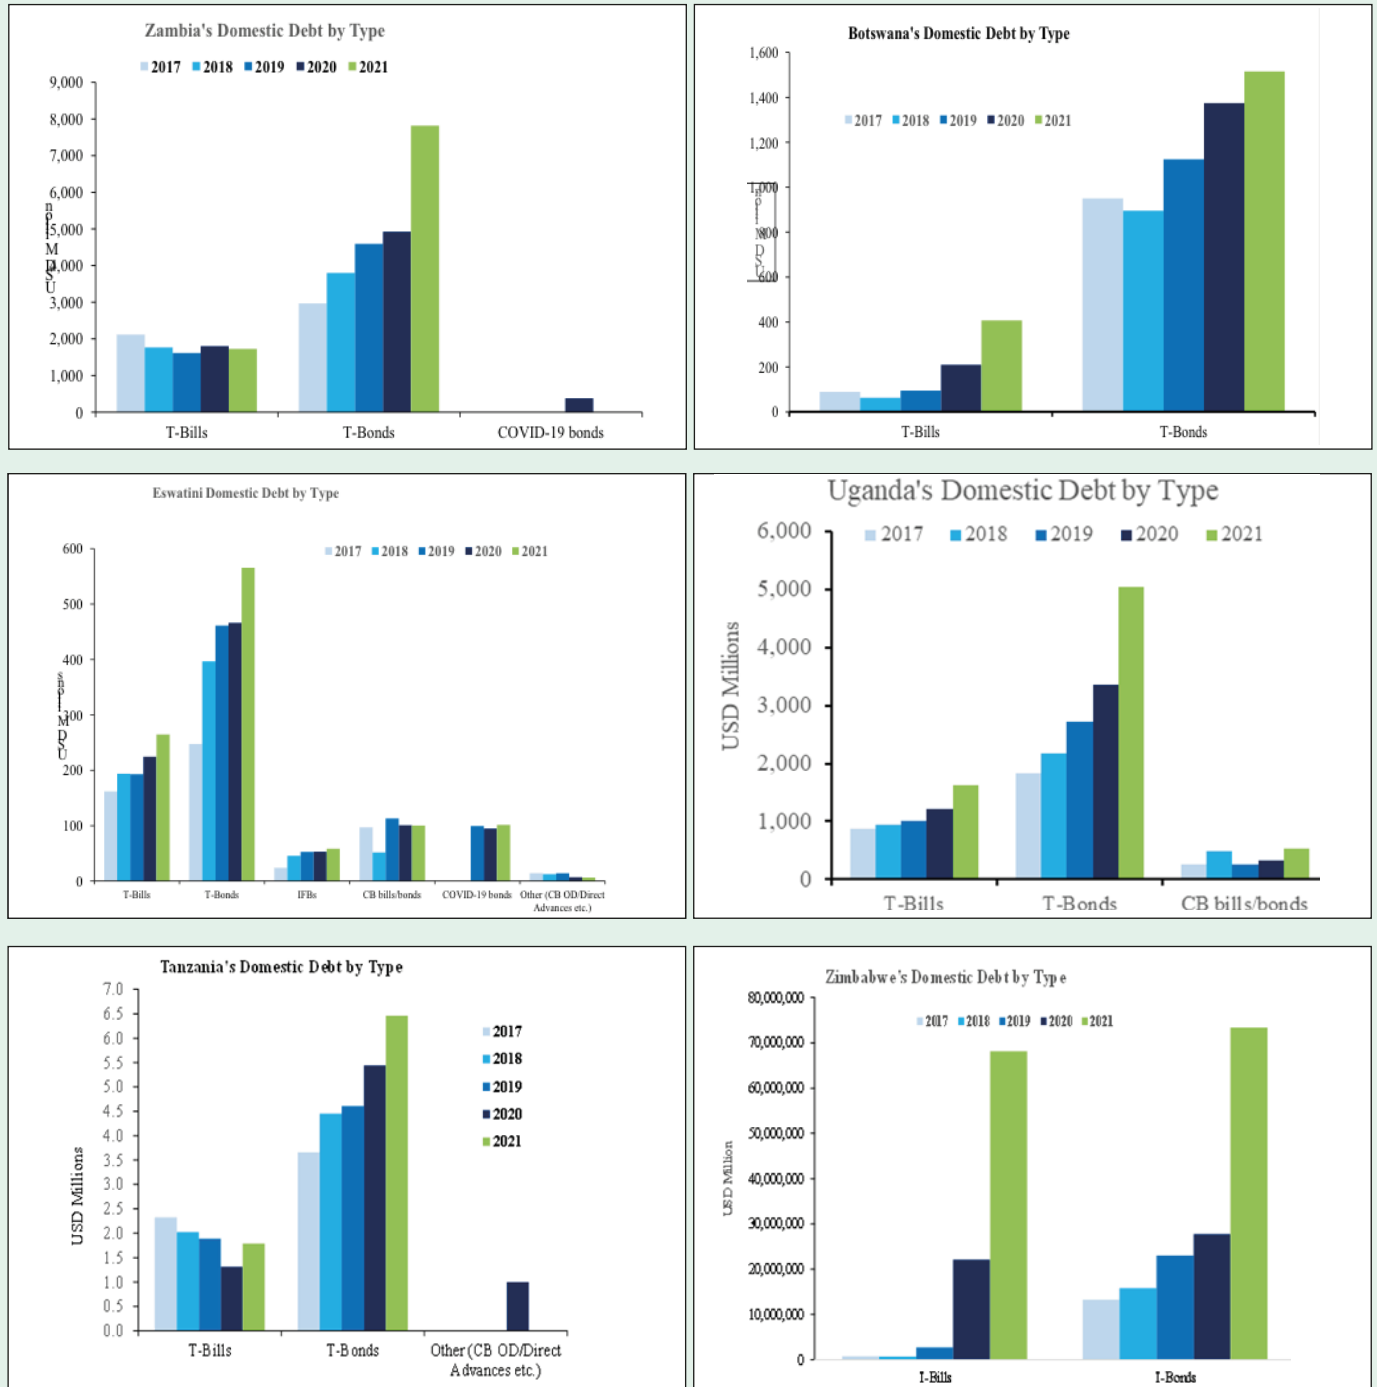 Zambia's Domestic Debt by Type
2017 2018 2019 2020 2021
9,000
8,000
7,000
6,000
5,000
4,000
3,000
2,000
1,000
0
USD Million
T-Bills T-Bonds COVID-19 bonds
Botswana's Domestic Debt by Type
1,600
1,400
2017 2018 2019 2020 2021
1,200
1,000
800
600
400
200
0
USD Million
T-Bills T-Bonds
Eswatini Domestic Debt by Type
2017 2018 2019 2020 2021
600
500
400
300
200
100
0
USD Millions
T-Bills T-Bonds IFBs CB bills/bonds COVID-19 bonds Other (CB OD/Direct
Advances etc.)
Uganda's Domestic Debt by Type
2017 2018 2019 2020 2021
6,000
5,000
4,000
3,000
2,000
1,000
0
USD Millions
T-Bills T-Bonds CB bills/bonds
Tanzania's Domestic Debt by Type
7.0
6.5
6.0
5.5
5.0
4.5
4.0
3.5
3.0
2.5
2.0
1.5
1.0
0.5
0.0
USD Millions
2017
2018
2019
2020
2021
T-Bills T-Bonds Other (CB OD/Direct
Advances etc.)
Zimbabwe's Domestic Debt by Type
2017 2018 2019 2020 2021
80,000,000
70,000,000
60,000,000
50,000,000
40,000,000
30,000,000
20,000,000
10,000,000
0
USD Million
T-Bills T-Bonds